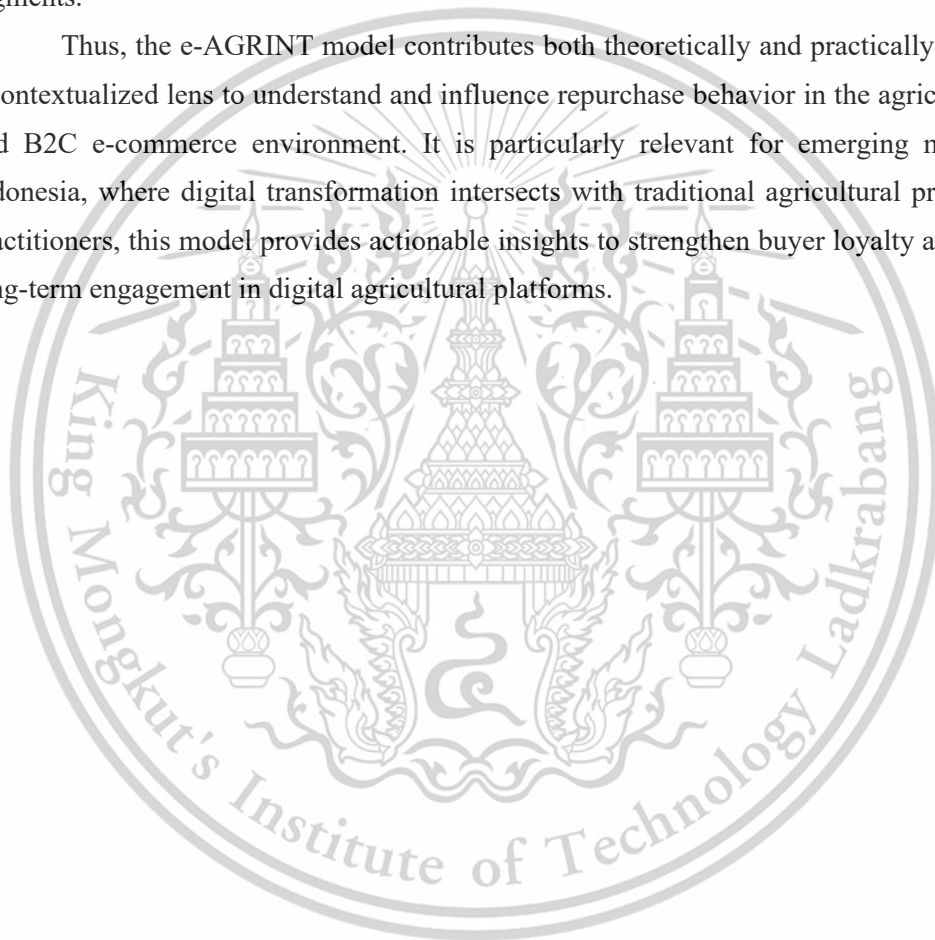 gments.
Thus, the e-AGRINT model contributes both theoretically and practically
ontextualized lens to understand and influence repurchase behavior in the agric
d B2C e-commerce environment. It is particularly relevant for emerging m
donesia, where digital transformation intersects with traditional agricultural pr
actitioners, this model provides actionable insights to strengthen buyer loyalty a
ng-term engagement in digital agricultural platforms.
King Mongkut's Institute of Technology Ladkrabang